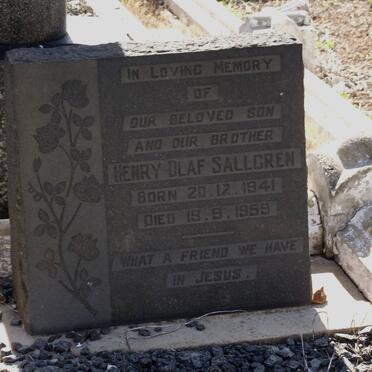 IN LOVING MEMORY
OF
OUR BELOVED SON
AND OUR BROTHER
HENRY OLAF SALLGREN
BORN 20.12.1941
DIED 19.9.1959
WHAT A FRIEND WE HAVE
IN JESUS.